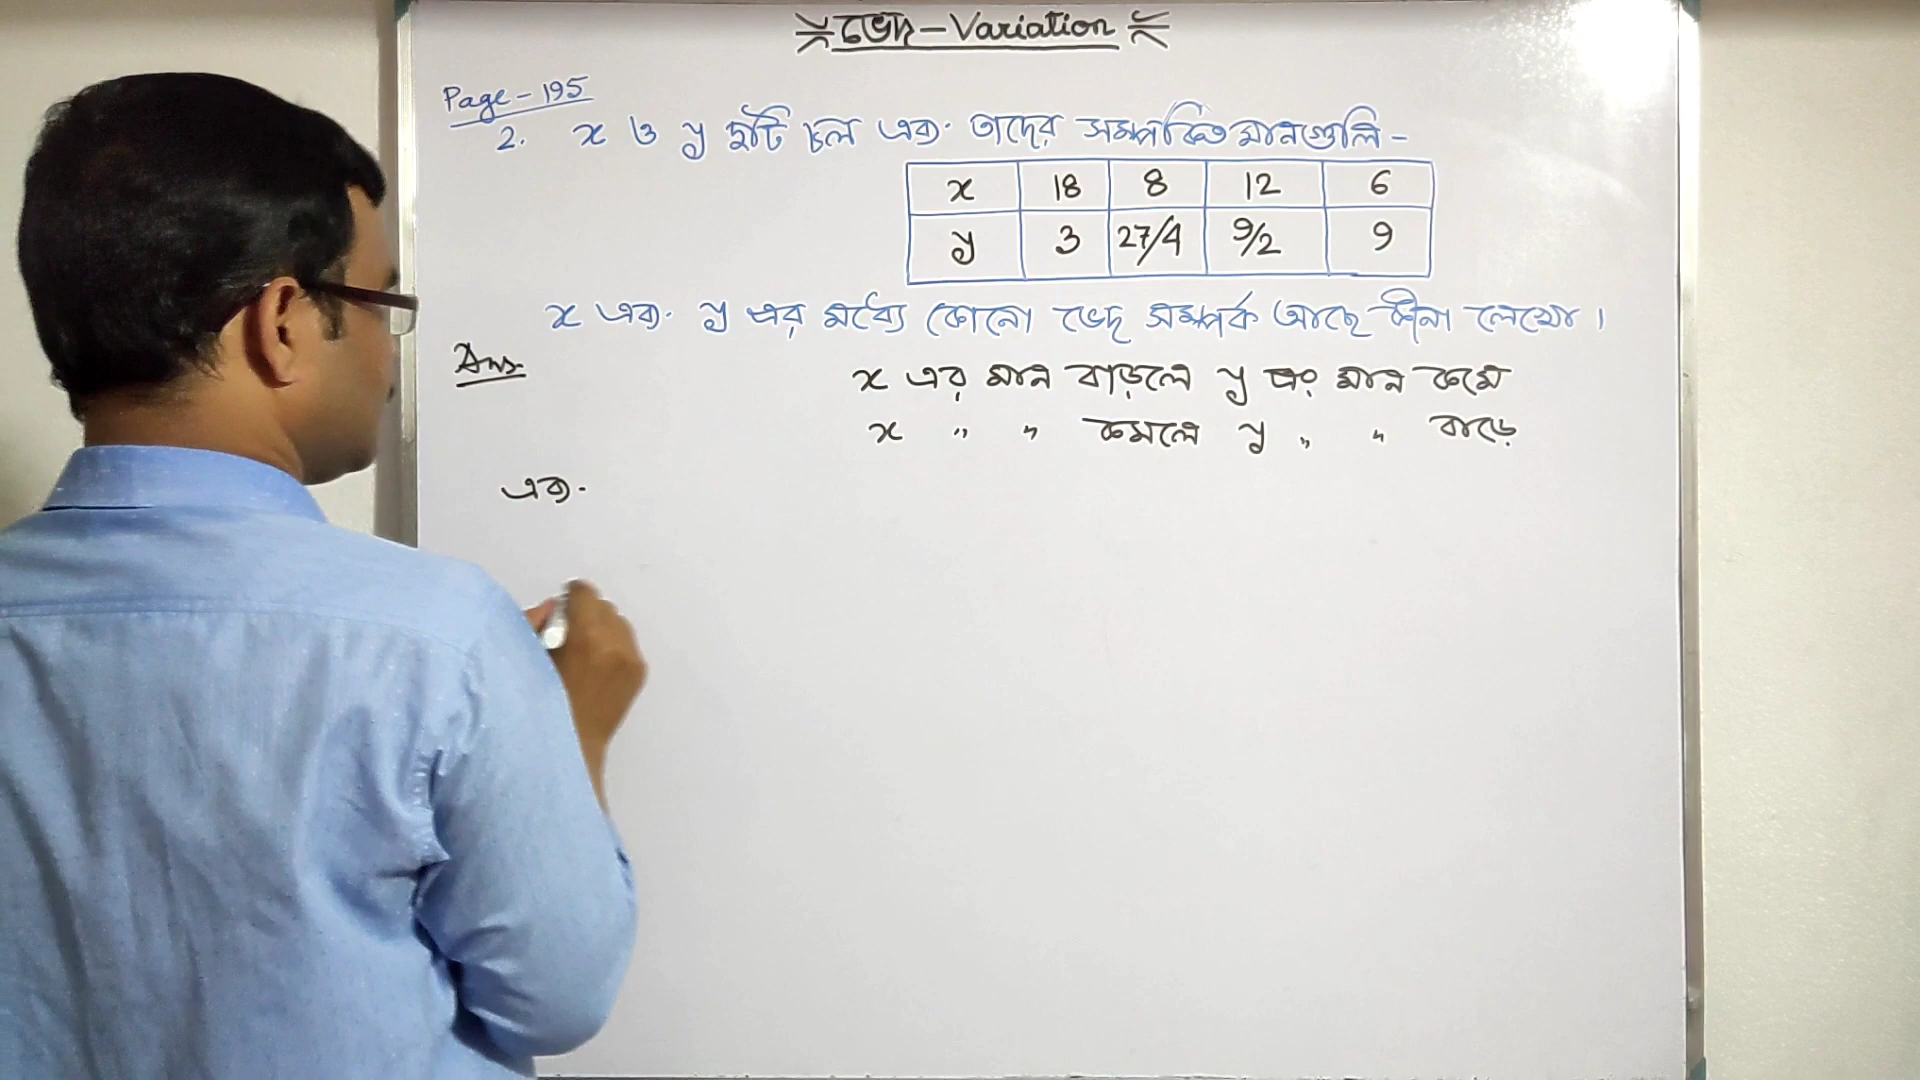 ভেদ - Variation
Page - 195
2. x ও y দুটি চল এবং তাদের সম্পর্কিত মানগুলি -
x 18 8 12 6
y 3 27/4 9/2 9
x এবং y এর মধ্যে কোনো ভেদ সম্পর্ক আছে কীনা লেখো।
Ans. x এর মান বাড়লে y এর মান কমে
x " " কমলে y " " বাড়ে
এবং